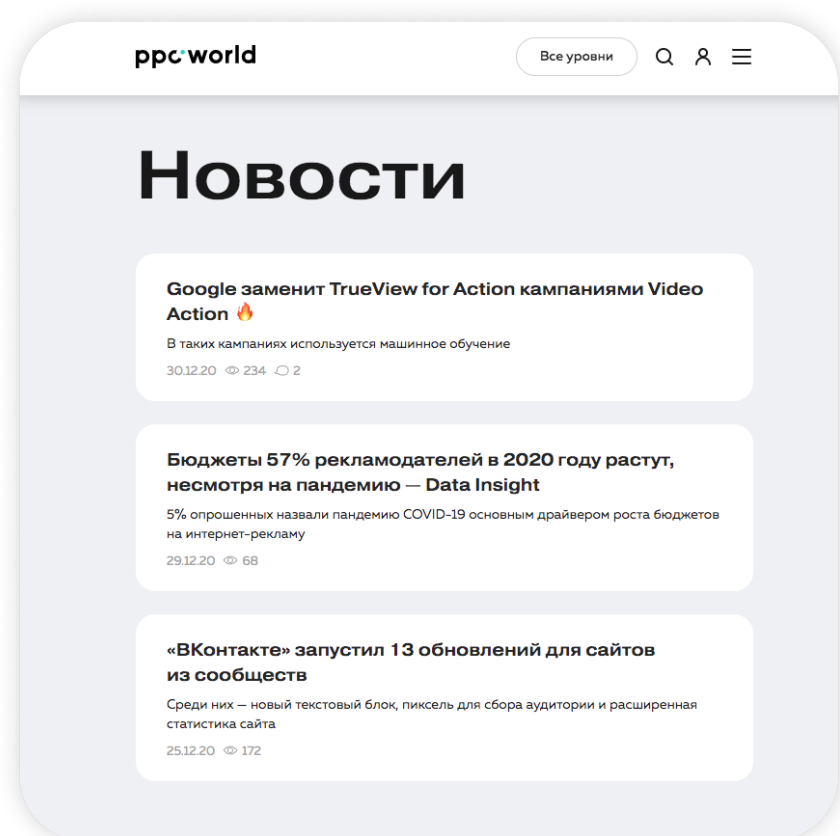 ppc world
Все уровни
Новости
Google заменит TrueView for Action кампаниями Video
Action 🔥
В таких кампаниях используется машинное обучение
30.12.20 234 2
Бюджеты 57% рекламодателей в 2020 году растут,
несмотря на пандемию — Data Insight
5% опрошенных назвали пандемию COVID-19 основным драйвером роста бюджетов
на интернет-рекламу
29.12.20 68
«ВКонтакте» запустил 13 обновлений для сайтов
из сообществ
Среди них — новый текстовый блок, пиксель для сбора аудитории и расширенная
статистика сайта
25.12.20 172